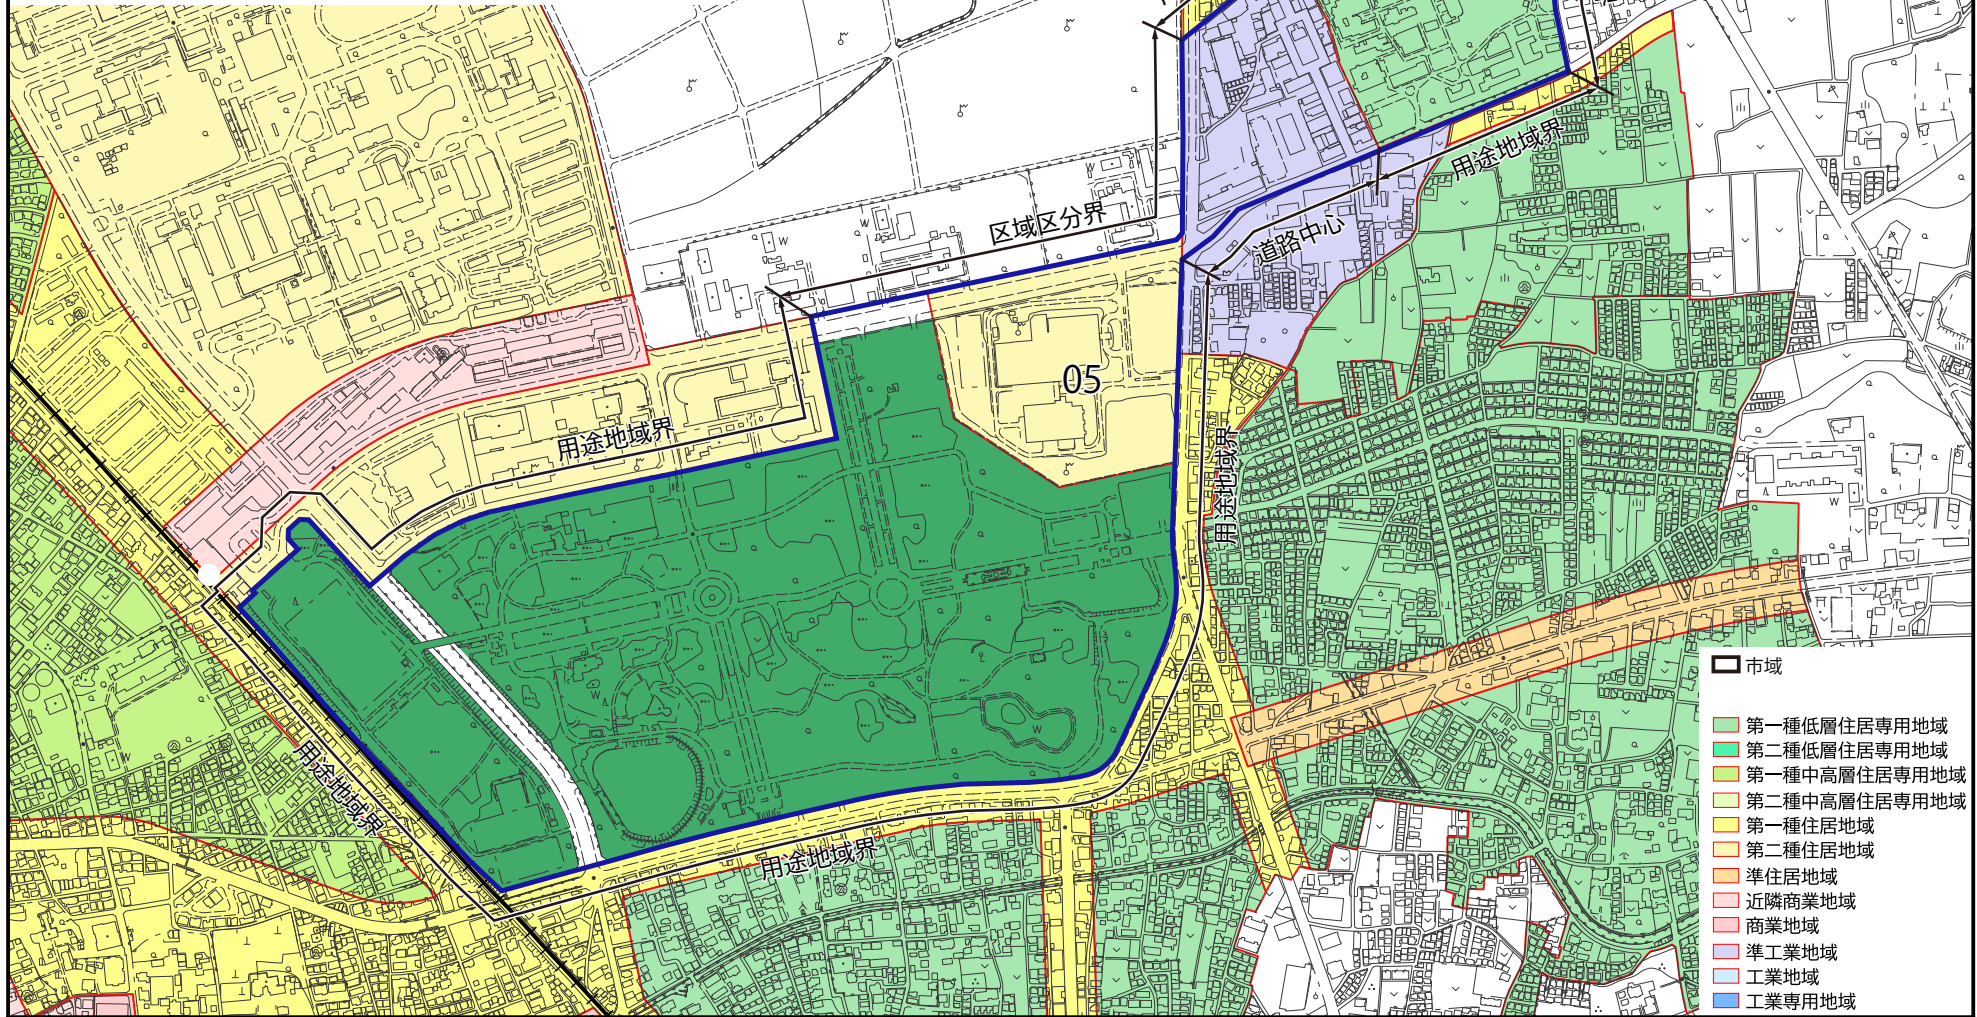 用途地域界
区域区分界
道路中心
05
用途地域界
用途地域界
用途地域界
用途地域界
市域
第一種低層住居専用地域
第二種低層住居専用地域
第一種中高層住居専用地域
第二種中高層住居専用地域
第一種住居地域
第二種住居地域
準住居地域
近隣商業地域
商業地域
準工業地域
工業地域
工業専用地域